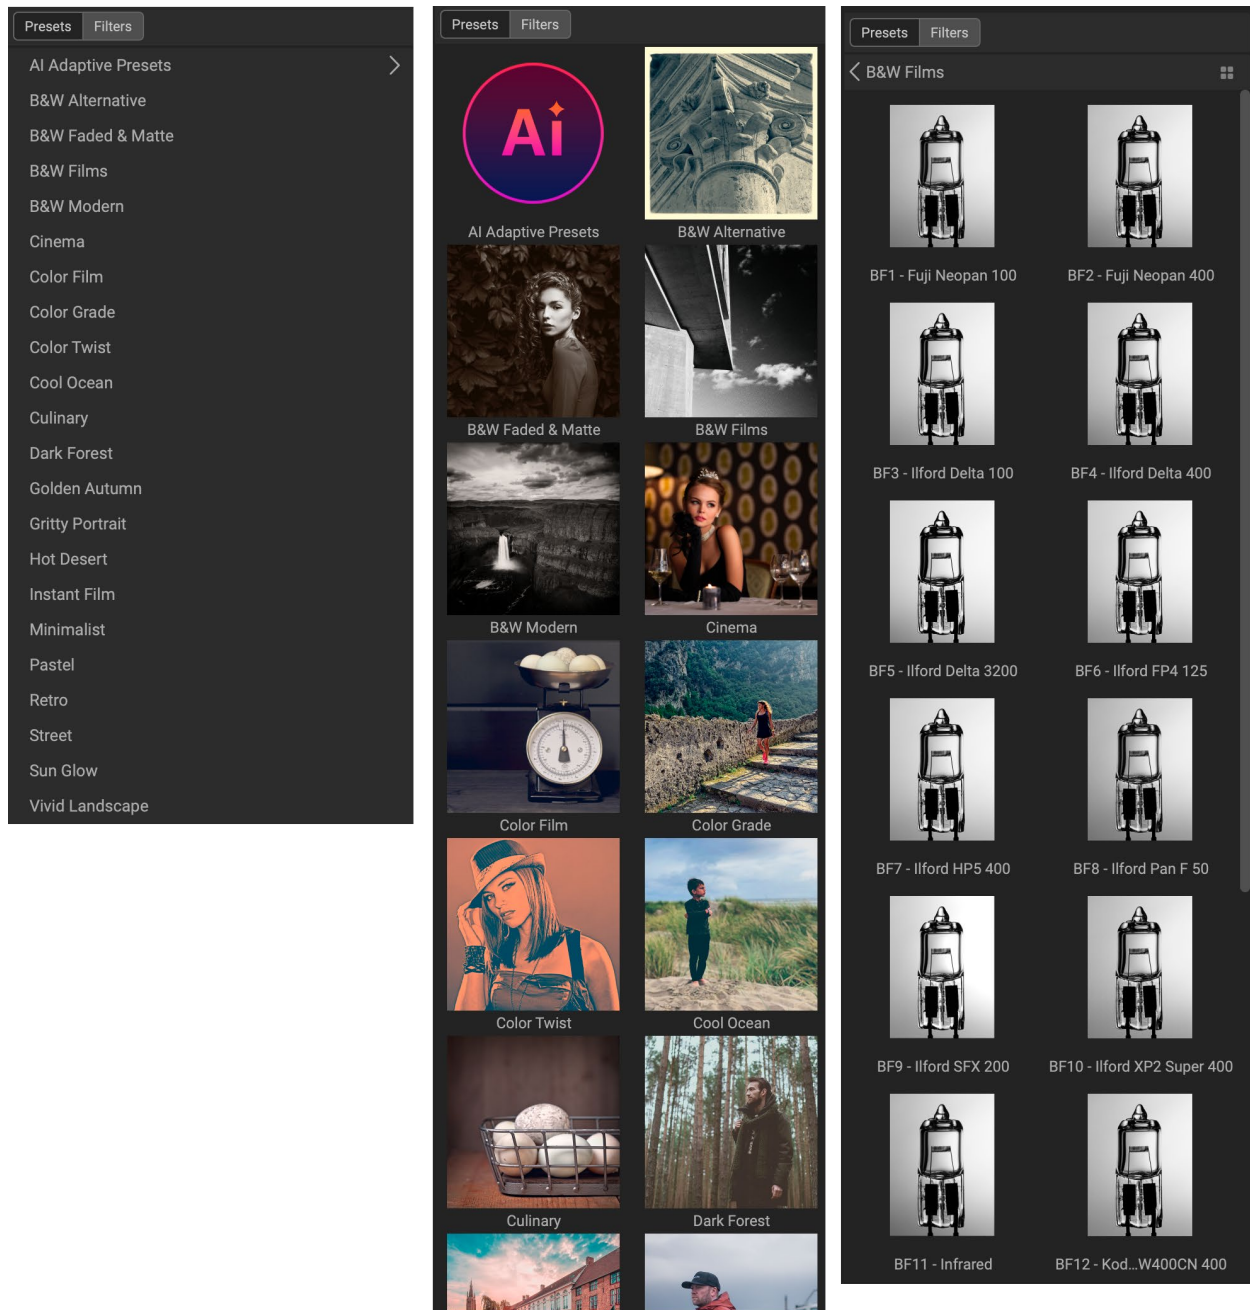 Presets Filters
AI Adaptive Presets
B&W Alternative
B&W Faded & Matte
B&W Films
B&W Modern
Cinema
Color Film
Color Grade
Color Twist
Cool Ocean
Culinary
Dark Forest
Golden Autumn
Gritty Portrait
Hot Desert
Instant Film
Minimalist
Pastel
Retro
Street
Sun Glow
Vivid Landscape
Presets Filters
Ai
AI Adaptive Presets B&W Alternative
B&W Faded & Matte B&W Films
B&W Modern Cinema
Color Film Color Grade
Color Twist Cool Ocean
Culinary Dark Forest
Presets Filters
B&W Films
BF1 - Fuji Neopan 100 BF2 - Fuji Neopan 400
BF3 - Ilford Delta 100 BF4 - Ilford Delta 400
BF5 - Ilford Delta 3200 BF6 - Ilford FP4 125
BF7 - Ilford HP5 400 BF8 - Ilford Pan F 50
BF9 - Ilford SFX 200 BF10 - Ilford XP2 Super 400
BF11 - Infrared BF12 - Kod...W400CN 400